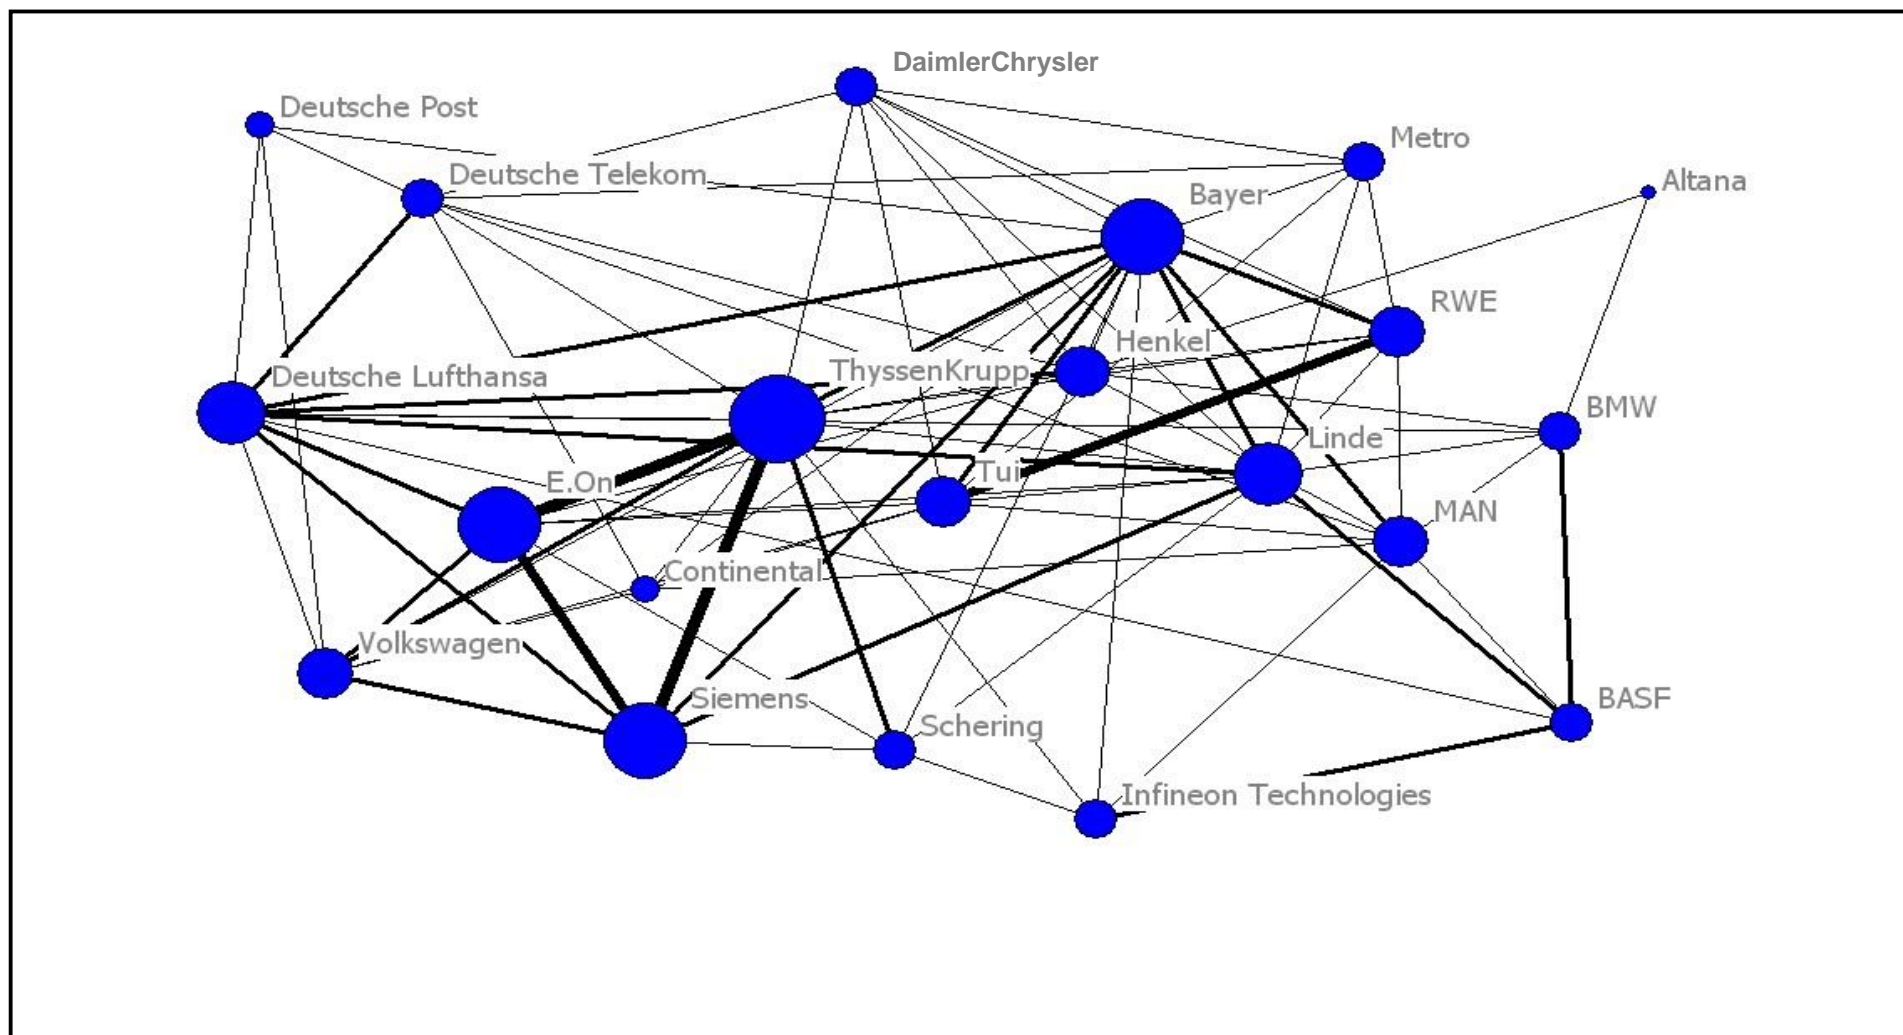 DaimlerChrysler
Deutsche Post
Metro
Deutsche Telekom
Altana
Bayer
RWE
Henkel
ThyssenKrupp
Deutsche Lufthansa
BMW
Linde
Tui
E.On
MAN
Continental
Volkswagen
Siemens
BASF
Schering
Infineon Technologies